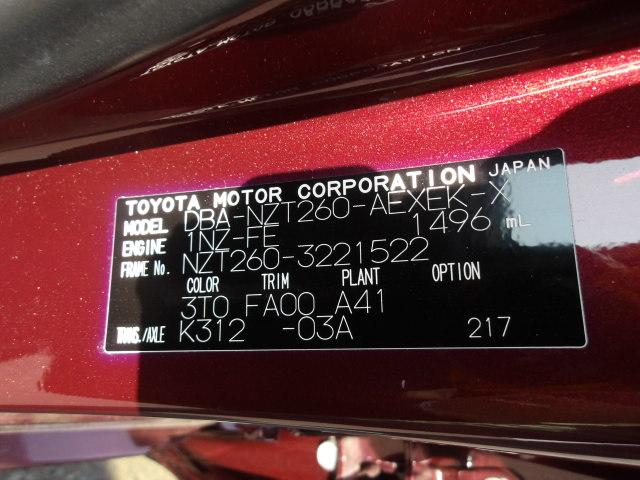 TOYOTA MOTOR CORPORATION JAPAN
MODEL DBA-NZT260-AEXEK-X
ENGINE 1NZ-FE 1496 mL
FRAME No. NZT260-3221522
COLOR TRIM PLANT OPTION
3T0 FA00 A41
TRANS./AXLE K312 -03A 217